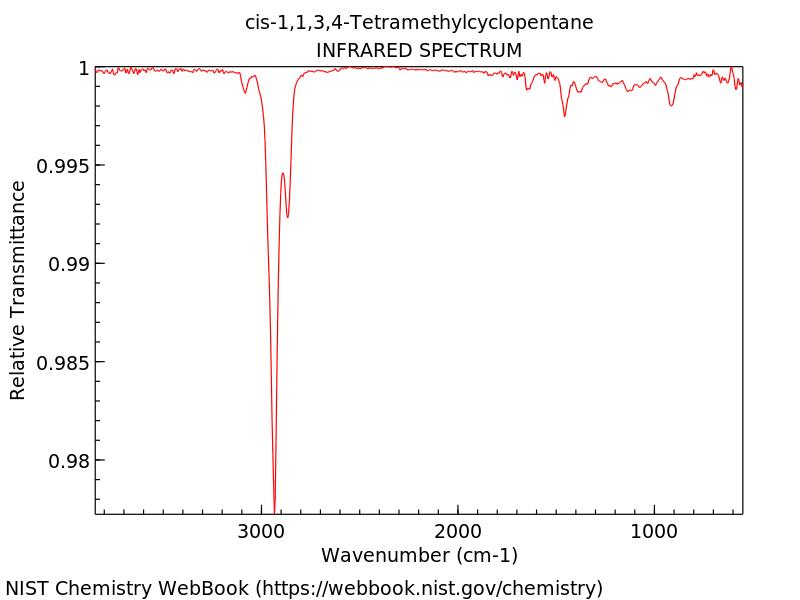 cis-1,1,3,4-Tetramethylcyclopentane
INFRARED SPECTRUM
1
0.995
0.99
0.985
0.98
Relative Transmittance
3000 2000 1000
Wavenumber (cm-1)
NIST Chemistry WebBook (https://webbook.nist.gov/chemistry)